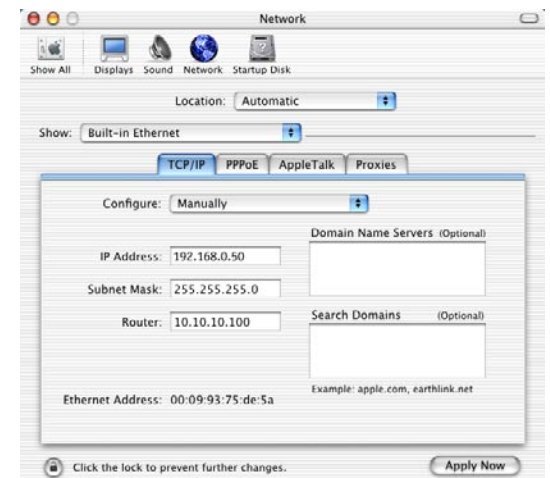 Network
Show All Displays Sound Network Startup Disk
Location: Automatic
Show: Built-in Ethernet
TCP/IP PPPoE AppleTalk Proxies
Configure: Manually
Domain Name Servers (Optional)
IP Address: 192.168.0.50
Subnet Mask: 255.255.255.0
Search Domains (Optional)
Router: 10.10.10.100
Example: apple.com, earthlink.net
Ethernet Address: 00:09:93:75:de:5a
Click the lock to prevent further changes.
Apply Now